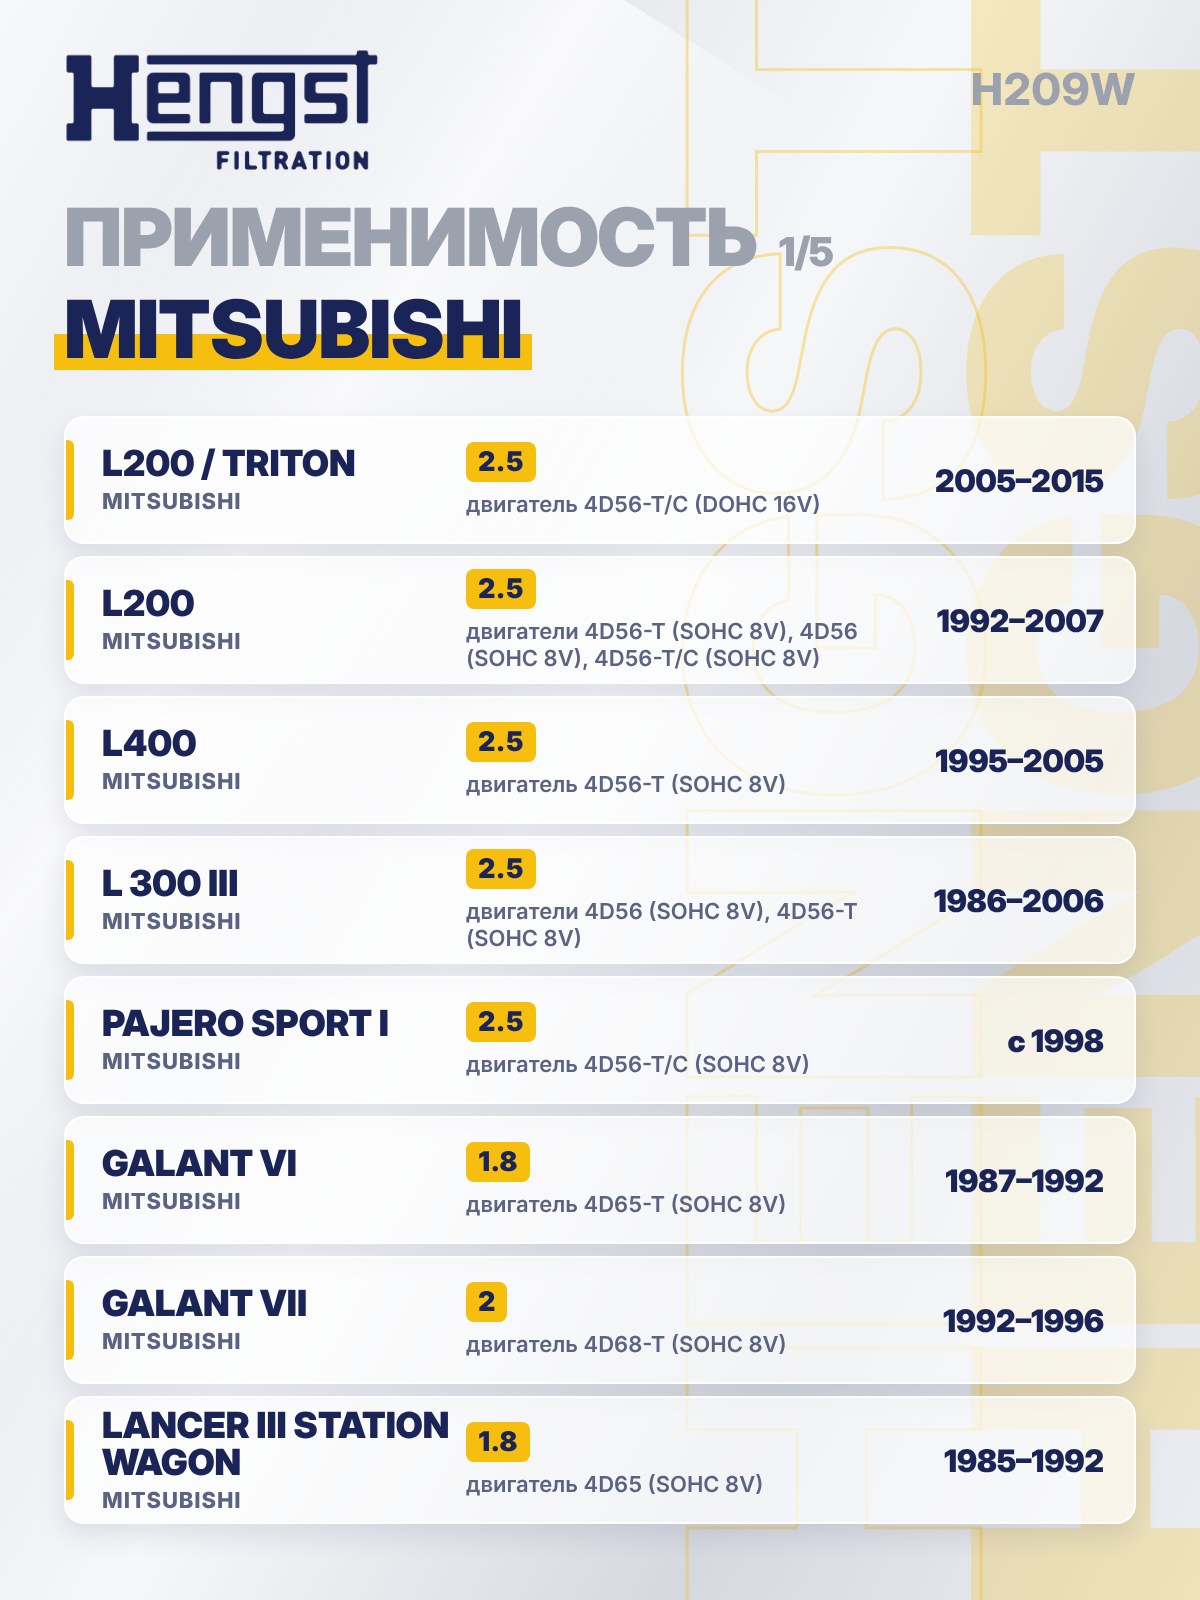 Hengst
FILTRATION
H209W
ПРИМЕНИМОСТЬ 1/5
MITSUBISHI
L200 / TRITON
MITSUBISHI
2.5
двигатель 4D56-T/C (DOHC 16V)
2005–2015
L200
MITSUBISHI
2.5
двигатели 4D56-T (SOHC 8V), 4D56
(SOHC 8V), 4D56-T/C (SOHC 8V)
1992–2007
L400
MITSUBISHI
2.5
двигатель 4D56-T (SOHC 8V)
1995–2005
L 300 III
MITSUBISHI
2.5
двигатели 4D56 (SOHC 8V), 4D56-T
(SOHC 8V)
1986–2006
PAJERO SPORT I
MITSUBISHI
2.5
двигатель 4D56-T/C (SOHC 8V)
с 1998
GALANT VI
MITSUBISHI
1.8
двигатель 4D65-T (SOHC 8V)
1987–1992
GALANT VII
MITSUBISHI
2
двигатель 4D68-T (SOHC 8V)
1992–1996
LANCER III STATION
WAGON
MITSUBISHI
1.8
двигатель 4D65 (SOHC 8V)
1985–1992
HENGST
HENGST